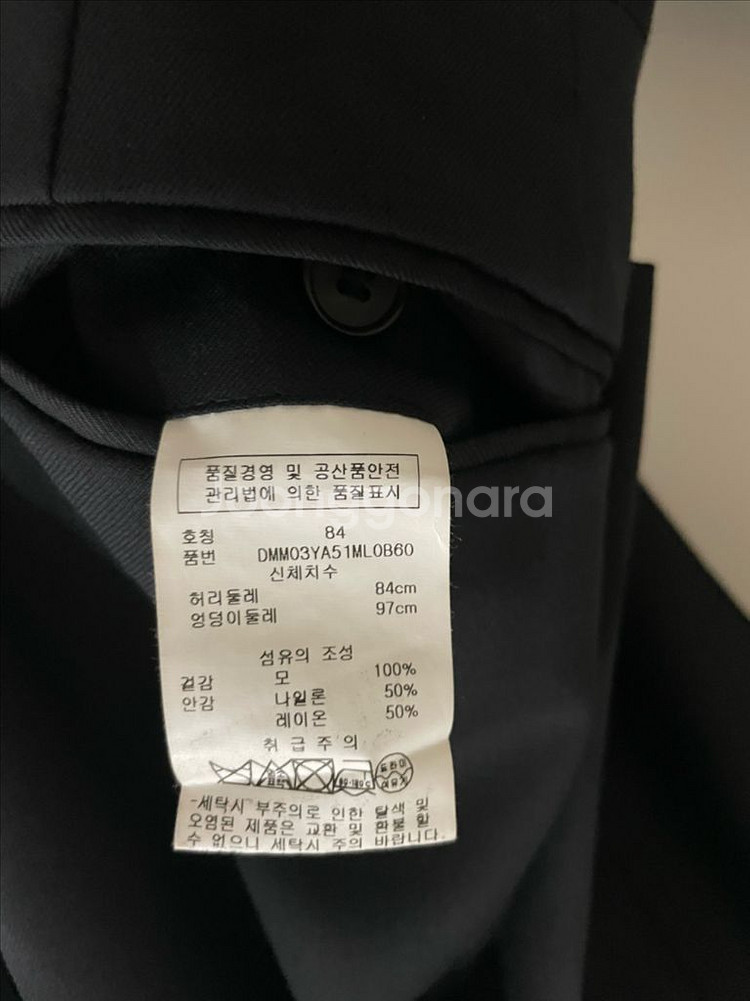 품질경영 및 공산품안전
관리법에 의한 품질표시
호칭 84
품번 DMM03YA51ML0B60
신체치수
허리둘레 84cm
엉덩이둘레 97cm
섬유의 조성
겉감 모 100%
안감 나일론 50%
레이온 50%
취 급 주 의
-세탁시 부주의로 인한 탈색 및
오염된 제품은 교환 및 환불 할
수 없으니 세탁시 주의 바랍니다.